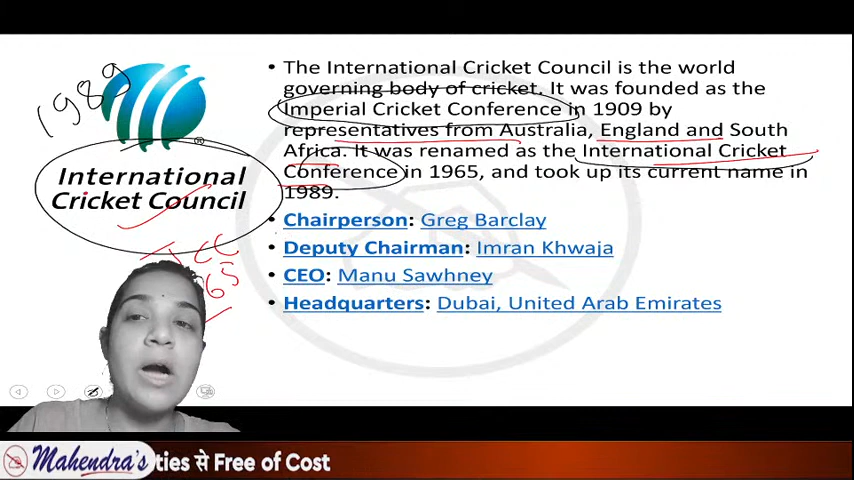 1989
®
International
Cricket Council
ICC
65
• The International Cricket Council is the world
governing body of cricket. It was founded as the
Imperial Cricket Conference in 1909 by
representatives from Australia, England and South
Africa. It was renamed as the International Cricket
Conference in 1965, and took up its current name in
1989.
• Chairperson: Greg Barclay
• Deputy Chairman: Imran Khwaja
• CEO: Manu Sawhney
• Headquarters: Dubai, United Arab Emirates
Mahendra's ties से Free of Cost